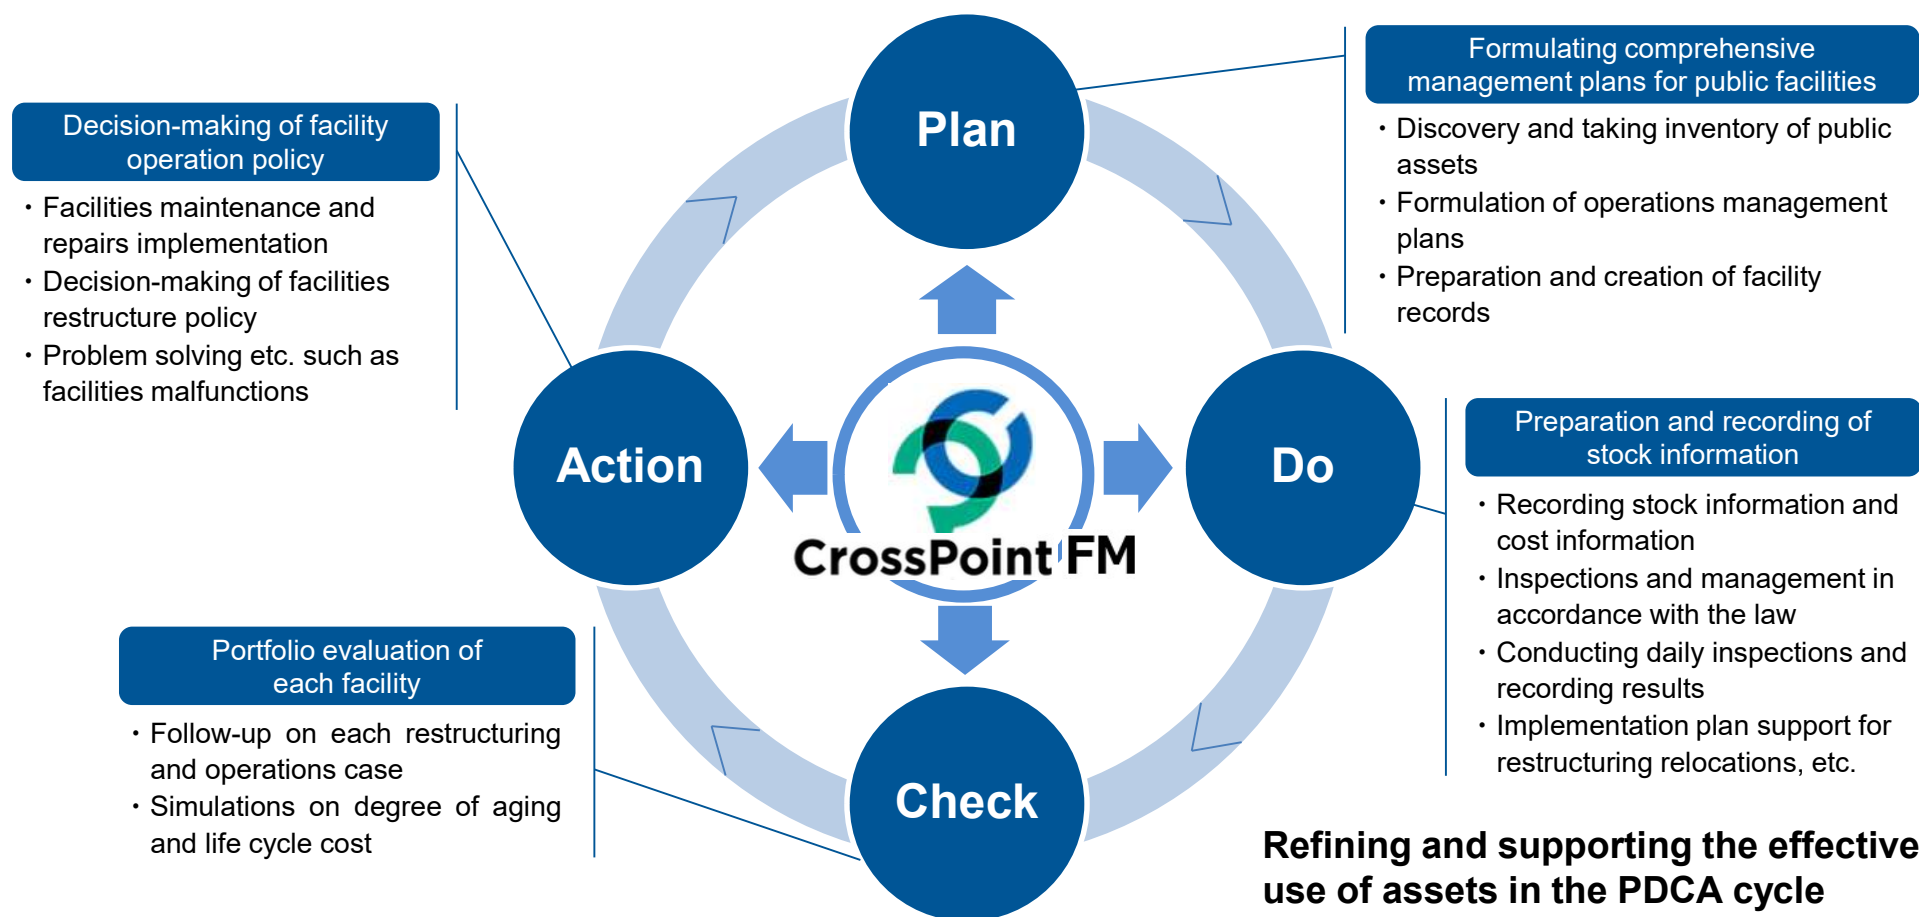 Plan
Formulating comprehensive
management plans for public facilities
・Discovery and taking inventory of public
assets
・Formulation of operations management
plans
・Preparation and creation of facility
records
Decision-making of facility
operation policy
・Facilities maintenance and
repairs implementation
・Decision-making of facilities
restructure policy
・Problem solving etc. such as
facilities malfunctions
Action
CrossPoint FM
Do
Preparation and recording of
stock information
・Recording stock information and
cost information
・Inspections and management in
accordance with the law
・Conducting daily inspections and
recording results
・Implementation plan support for
restructuring relocations, etc.
Portfolio evaluation of
each facility
・Follow-up on each restructuring
and operations case
・Simulations on degree of aging
and life cycle cost
Check
Refining and supporting the effective
use of assets in the PDCA cycle